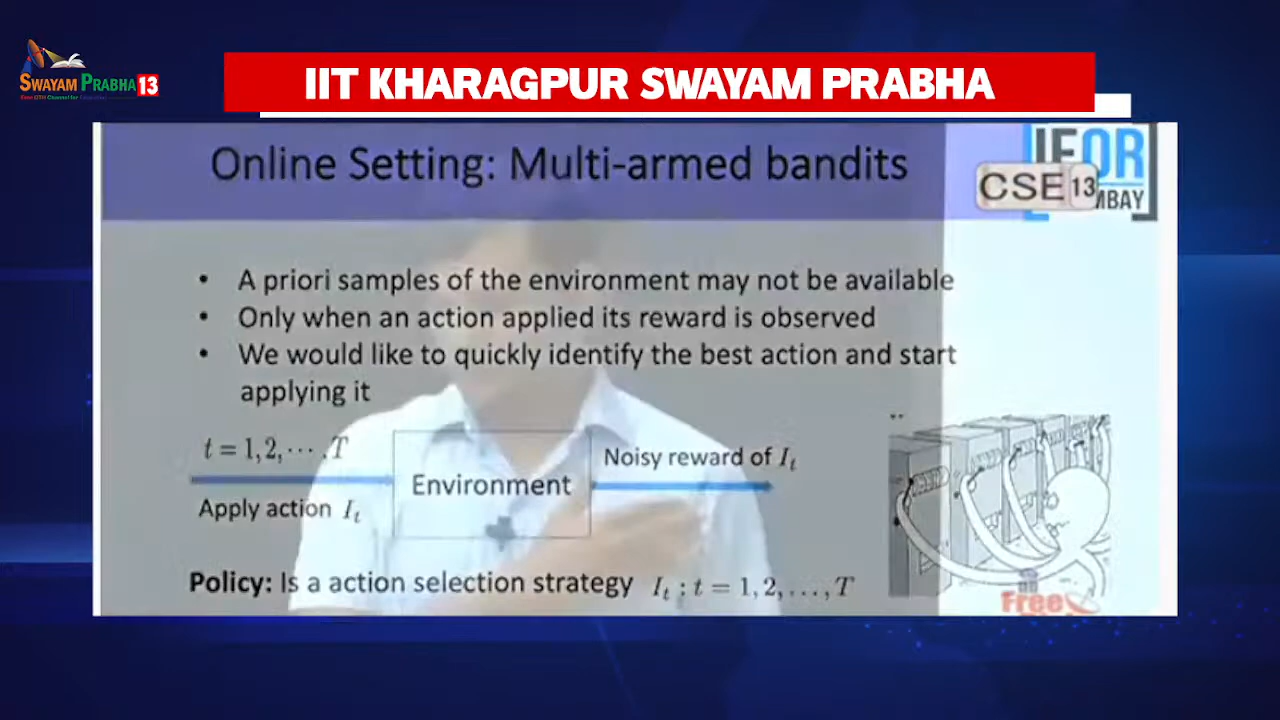 SWAYAM PRABHA 13
IIT KHARAGPUR SWAYAM PRABHA
Online Setting: Multi-armed bandits
CSE 13
• A priori samples of the environment may not be available
• Only when an action applied its reward is observed
• We would like to quickly identify the best action and start
applying it
t = 1, 2, ⋯ .T
Apply action I_t
Environment
Noisy reward of I_t
Policy: Is a action selection strategy I_t ; t = 1, 2, . . . , T
Free